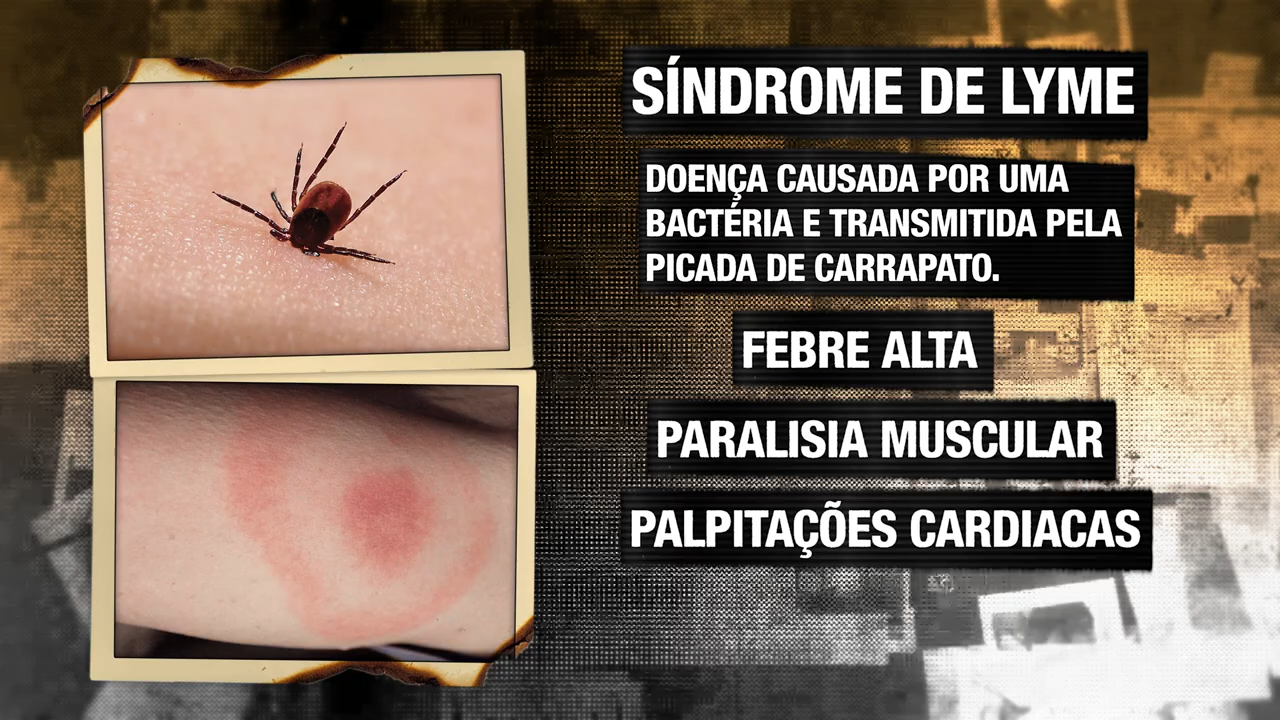 SÍNDROME DE LYME
DOENÇA CAUSADA POR UMA
BACTÉRIA E TRANSMITIDA PELA
PICADA DE CARRAPATO.
FEBRE ALTA
PARALISIA MUSCULAR
PALPITAÇÕES CARDIACAS